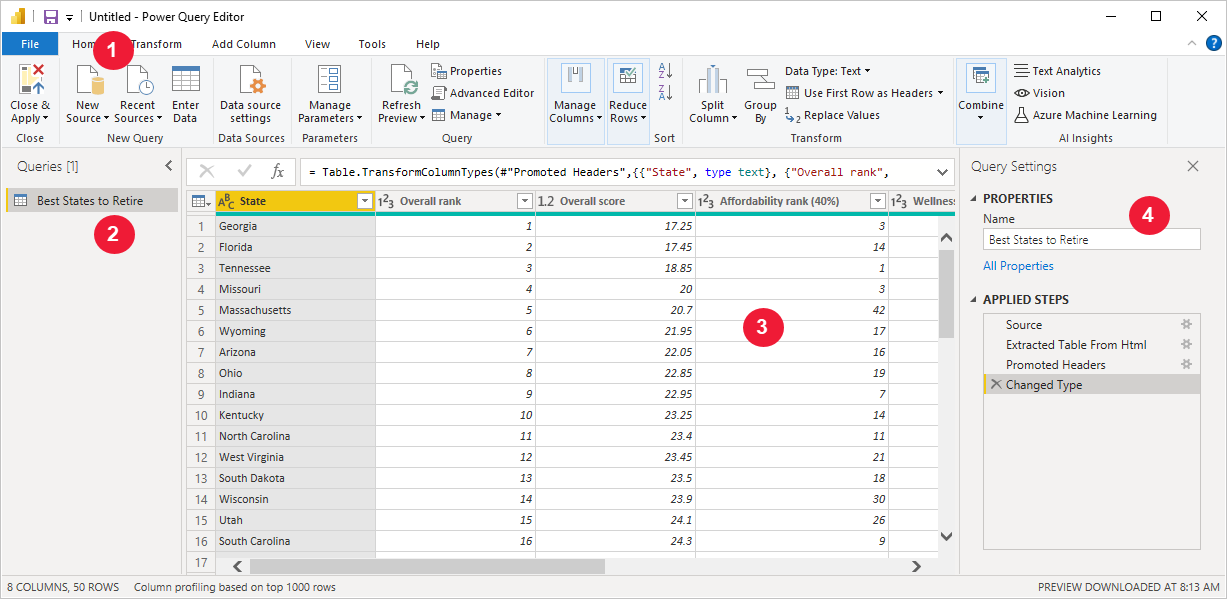 Untitled - Power Query Editor
File Home Transform Add Column View Tools Help
1
Close & Apply
New Source
Recent Sources
Enter Data
Data source settings
Manage Parameters
Refresh Preview
Properties
Advanced Editor
Manage
Manage Columns
Reduce Rows
Split Column
Group By
Data Type: Text
Use First Row as Headers
Replace Values
Combine
Text Analytics
Vision
Azure Machine Learning
Close New Query Data Sources Parameters Query Sort Transform AI Insights
Queries [1]
Best States to Retire
2
fx = Table.TransformColumnTypes(#"Promoted Headers",{{"State", type text}, {"Overall rank",
ABC State 123 Overall rank 1.2 Overall score 123 Affordability rank (40%) 123 Wellness
1 Georgia 1 17.25 3
2 Florida 2 17.45 14
3 Tennessee 3 18.85 1
4 Missouri 4 20 3
5 Massachusetts 5 20.7 42
6 Wyoming 6 21.95 17
7 Arizona 7 22.05 16
8 Ohio 8 22.85 19
9 Indiana 9 22.95 7
10 Kentucky 10 23.25 14
11 North Carolina 11 23.4 11
12 West Virginia 12 23.45 21
13 South Dakota 13 23.5 18
14 Wisconsin 14 23.9 30
15 Utah 15 24.1 26
16 South Carolina 16 24.3 9
17
3
Query Settings
PROPERTIES
Name
4
Best States to Retire
All Properties
APPLIED STEPS
Source
Extracted Table From Html
Promoted Headers
Changed Type
8 COLUMNS, 50 ROWS Column profiling based on top 1000 rows PREVIEW DOWNLOADED AT 8:13 AM